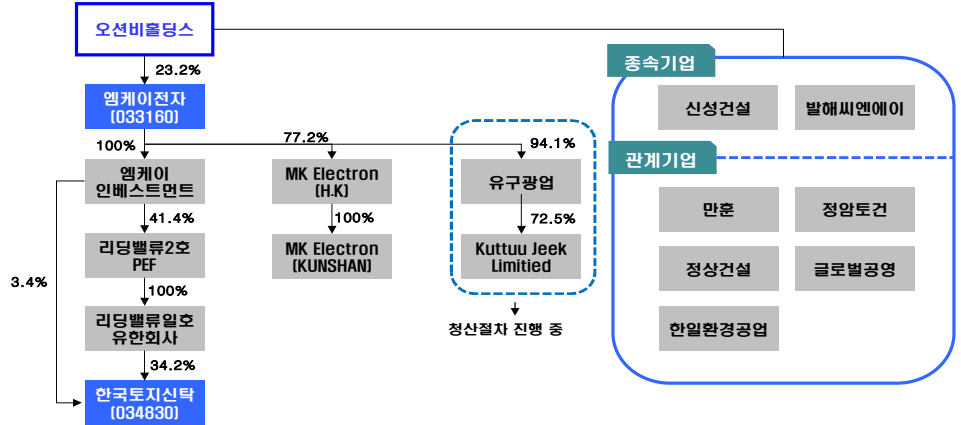 오션비홀딩스
23.2%
엠케이전자
(033160)
100%
77.2%
94.1%
엠케이
인베스트먼트
MK Electron
(H.K)
유구광업
41.4%
100%
72.5%
리딩밸류2호
PEF
MK Electron
(KUNSHAN)
Kuttuu Jeek
Limitied
3.4%
100%
청산절차 진행 중
리딩밸류일호
유한회사
34.2%
한국토지신탁
(034830)
종속기업
신성건설
발해씨엔에이
관계기업
만훈
정암토건
정상건설
글로벌공영
한일환경공업